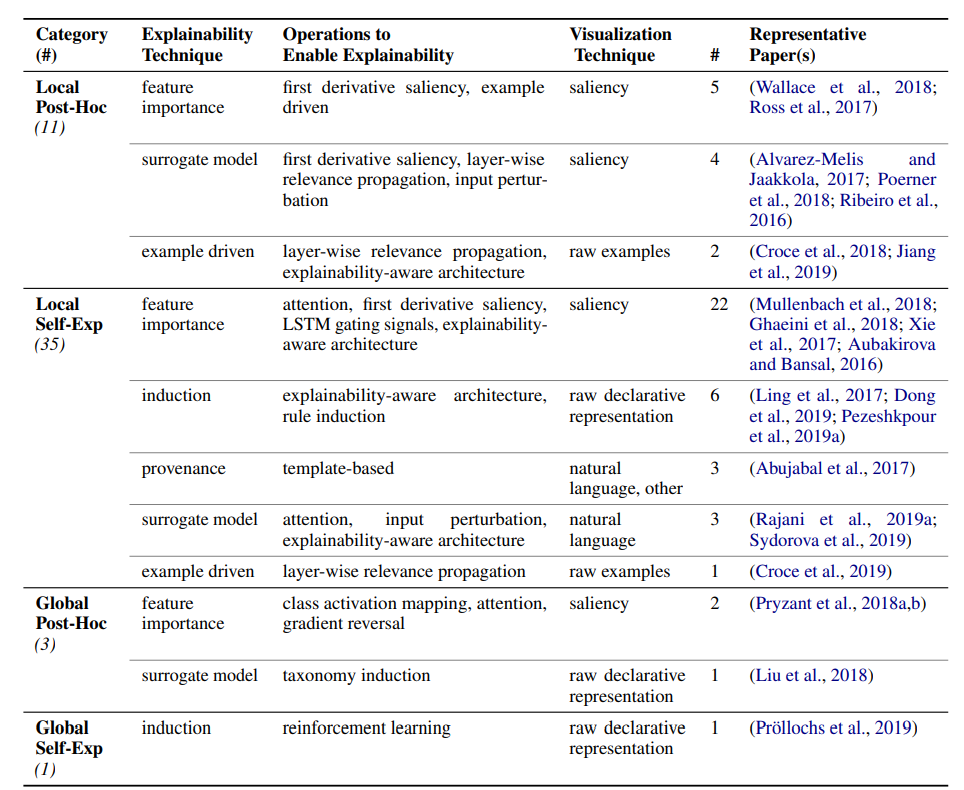 Category (#) Explainability Technique Operations to Enable Explainability Visualization Technique # Representative Paper(s)
Local Post-Hoc (11)
feature importance
first derivative saliency, example driven
saliency
5
(Wallace et al., 2018;
Ross et al., 2017)
surrogate model
first derivative saliency, layer-wise
relevance propagation, input pertur-
bation
saliency
4
(Alvarez-Melis and
Jaakkola, 2017; Poerner
et al., 2018; Ribeiro et al.,
2016)
example driven
layer-wise relevance propagation,
explainability-aware architecture
raw examples
2
(Croce et al., 2018; Jiang
et al., 2019)
Local
Self-Exp
(35)
feature
importance
attention, first derivative saliency,
LSTM gating signals, explainability-
aware architecture
saliency
22
(Mullenbach et al., 2018;
Ghaeini et al., 2018; Xie
et al., 2017; Aubakirova
and Bansal, 2016)
induction
explainability-aware architecture,
rule induction
raw declarative
representation
6
(Ling et al., 2017; Dong
et al., 2019; Pezeshkpour
et al., 2019a)
provenance
template-based
natural
language, other
3
(Abujabal et al., 2017)
surrogate model
attention, input perturbation,
explainability-aware architecture
natural
language
3
(Rajani et al., 2019a;
Sydorova et al., 2019)
example driven
layer-wise relevance propagation
raw examples
1
(Croce et al., 2019)
Global
Post-Hoc
(3)
feature
importance
class activation mapping, attention,
gradient reversal
saliency
2
(Pryzant et al., 2018a,b)
surrogate model
taxonomy induction
raw declarative
representation
1
(Liu et al., 2018)
Global
Self-Exp
(1)
induction
reinforcement learning
raw declarative
representation
1
(Pröllochs et al., 2019)